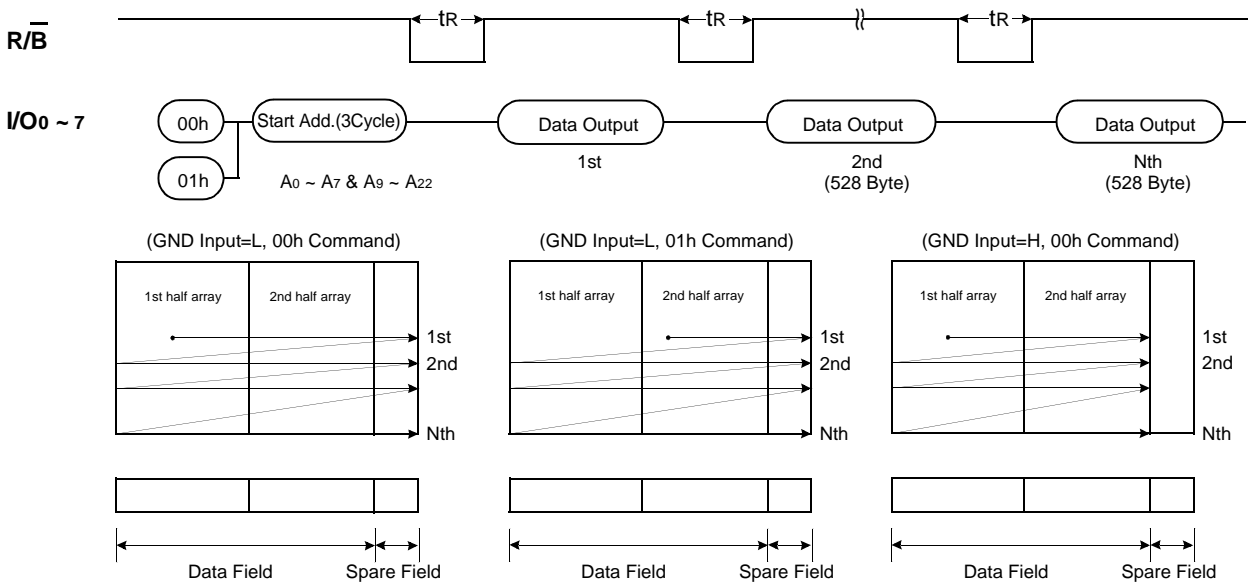 R/B tR tR tR
I/O0 ~ 7 00h Start Add.(3Cycle) Data Output Data Output Data Output
01h A0 ~ A7 & A9 ~ A22 1st 2nd Nth
(528 Byte) (528 Byte)
(GND Input=L, 00h Command) (GND Input=L, 01h Command) (GND Input=H, 00h Command)
1st half array 2nd half array 1st half array 2nd half array 1st half array 2nd half array
1st 1st 1st
2nd 2nd 2nd
Nth Nth Nth
Data Field Spare Field Data Field Spare Field Data Field Spare Field